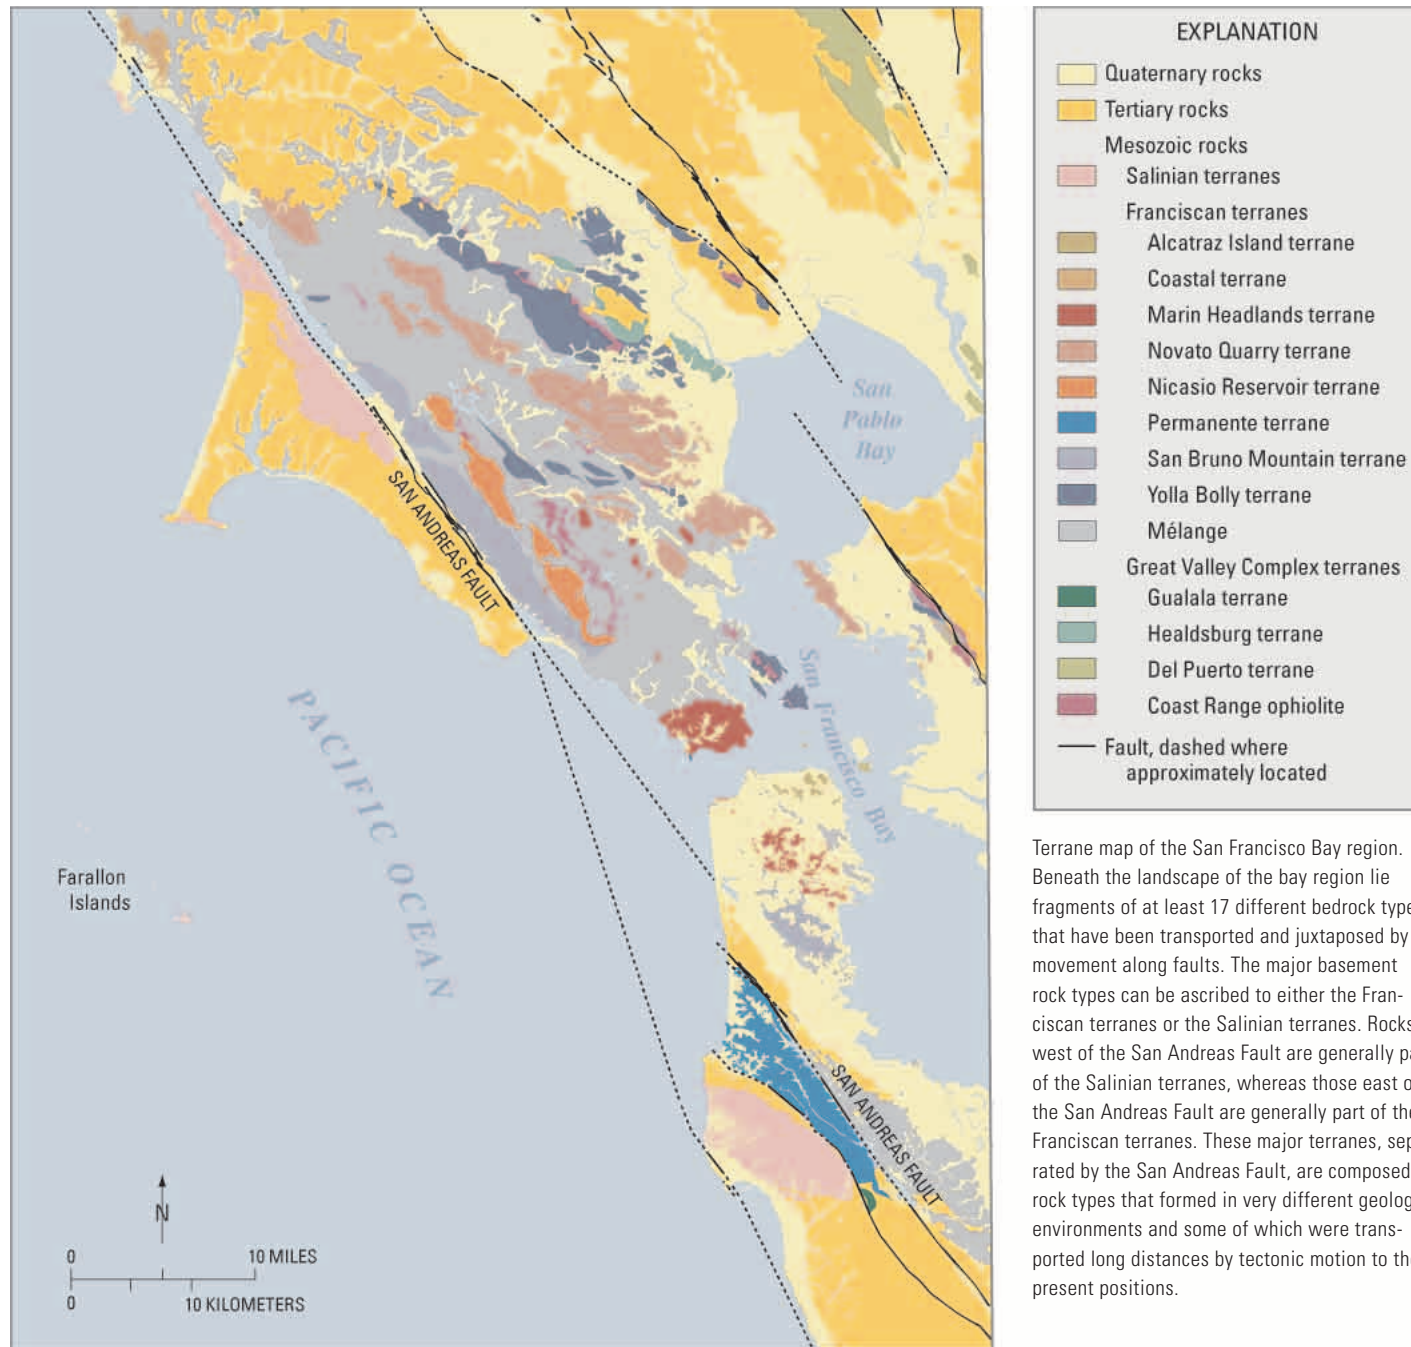 San
Pablo
Bay
SAN ANDREAS FAULT
San Francisco Bay
PACIFIC OCEAN
Farallon
Islands
SAN ANDREAS FAULT
N
0 10 MILES
0 10 KILOMETERS
EXPLANATION
Quaternary rocks
Tertiary rocks
Mesozoic rocks
Salinian terranes
Franciscan terranes
Alcatraz Island terrane
Coastal terrane
Marin Headlands terrane
Novato Quarry terrane
Nicasio Reservoir terrane
Permanente terrane
San Bruno Mountain terrane
Yolla Bolly terrane
Mélange
Great Valley Complex terranes
Gualala terrane
Healdsburg terrane
Del Puerto terrane
Coast Range ophiolite
Fault, dashed where
approximately located
Terrane map of the San Francisco Bay region.
Beneath the landscape of the bay region lie
fragments of at least 17 different bedrock type
that have been transported and juxtaposed by
movement along faults. The major basement
rock types can be ascribed to either the Fran-
ciscan terranes or the Salinian terranes. Rocks
west of the San Andreas Fault are generally pa
of the Salinian terranes, whereas those east o
the San Andreas Fault are generally part of the
Franciscan terranes. These major terranes, sep
rated by the San Andreas Fault, are composed
rock types that formed in very different geolog
environments and some of which were trans-
ported long distances by tectonic motion to the
present positions.